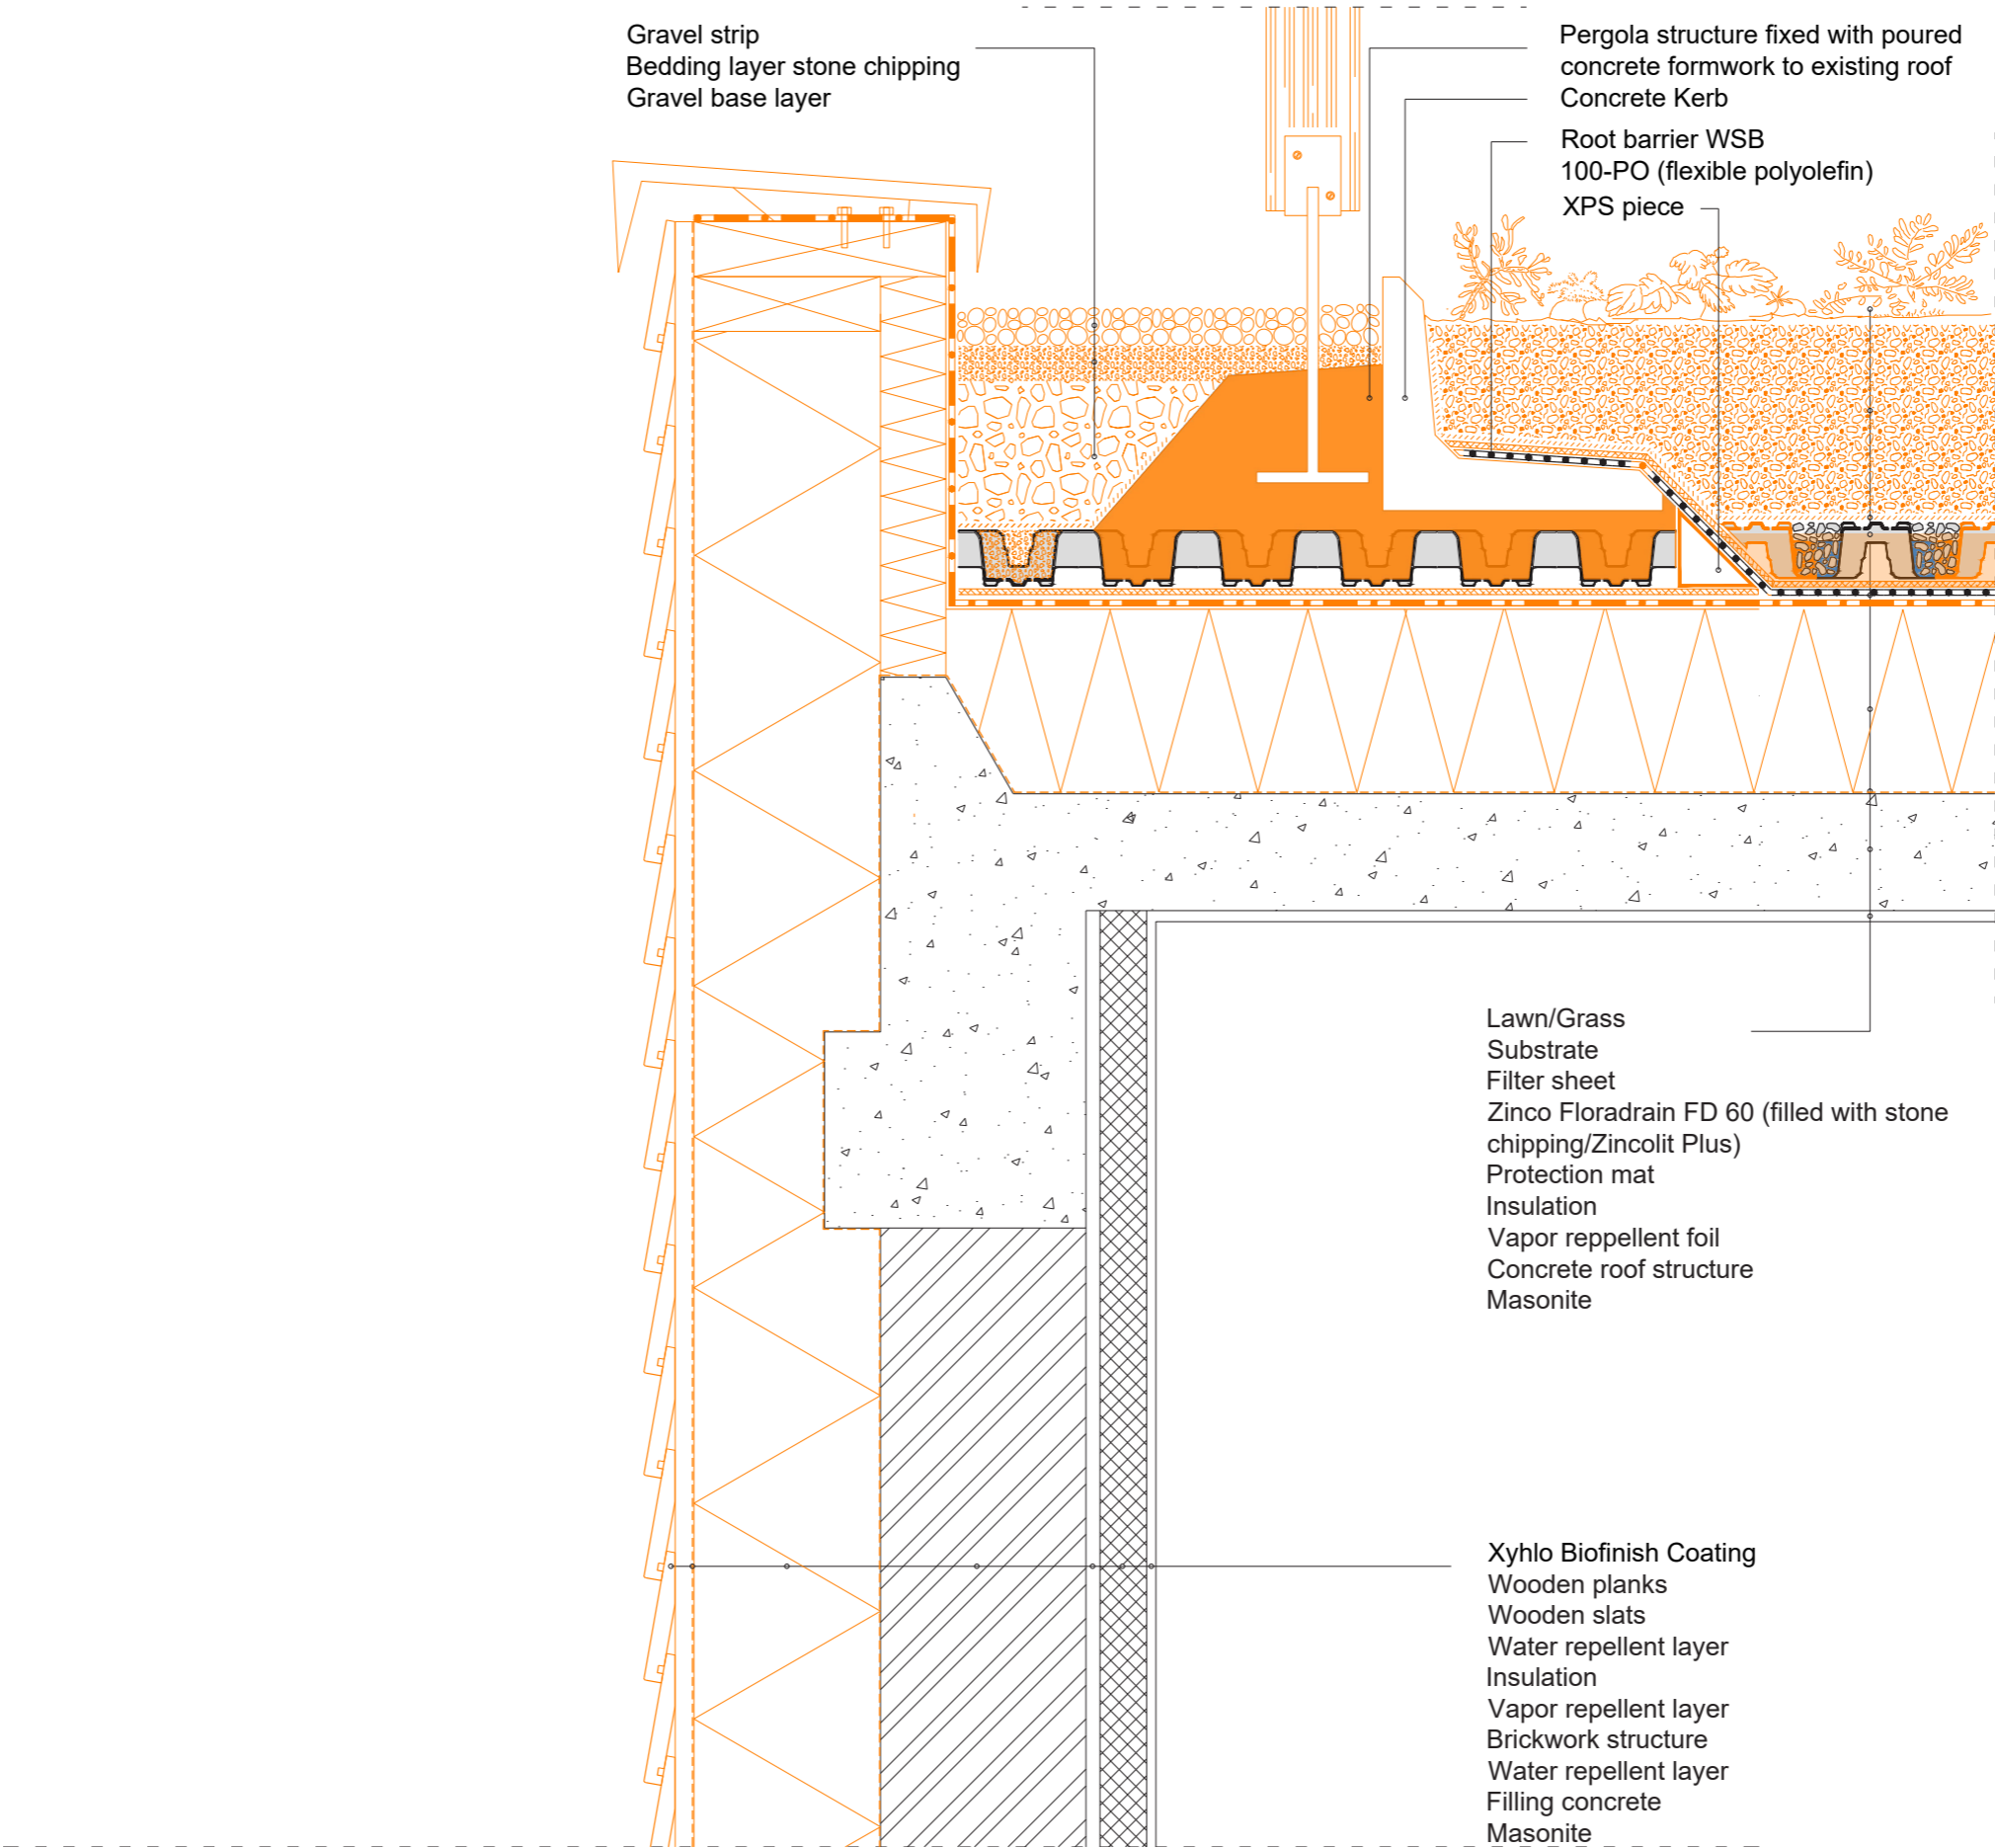 Gravel strip
Bedding layer stone chipping
Gravel base layer
Pergola structure fixed with poured
concrete formwork to existing roof
Concrete Kerb
Root barrier WSB
100-PO (flexible polyolefin)
XPS piece
Lawn/Grass
Substrate
Filter sheet
Zinco Floradrain FD 60 (filled with stone
chipping/Zincolit Plus)
Protection mat
Insulation
Vapor reppellent foil
Concrete roof structure
Masonite
Xyhlo Biofinish Coating
Wooden planks
Wooden slats
Water repellent layer
Insulation
Vapor repellent layer
Brickwork structure
Water repellent layer
Filling concrete
Masonite